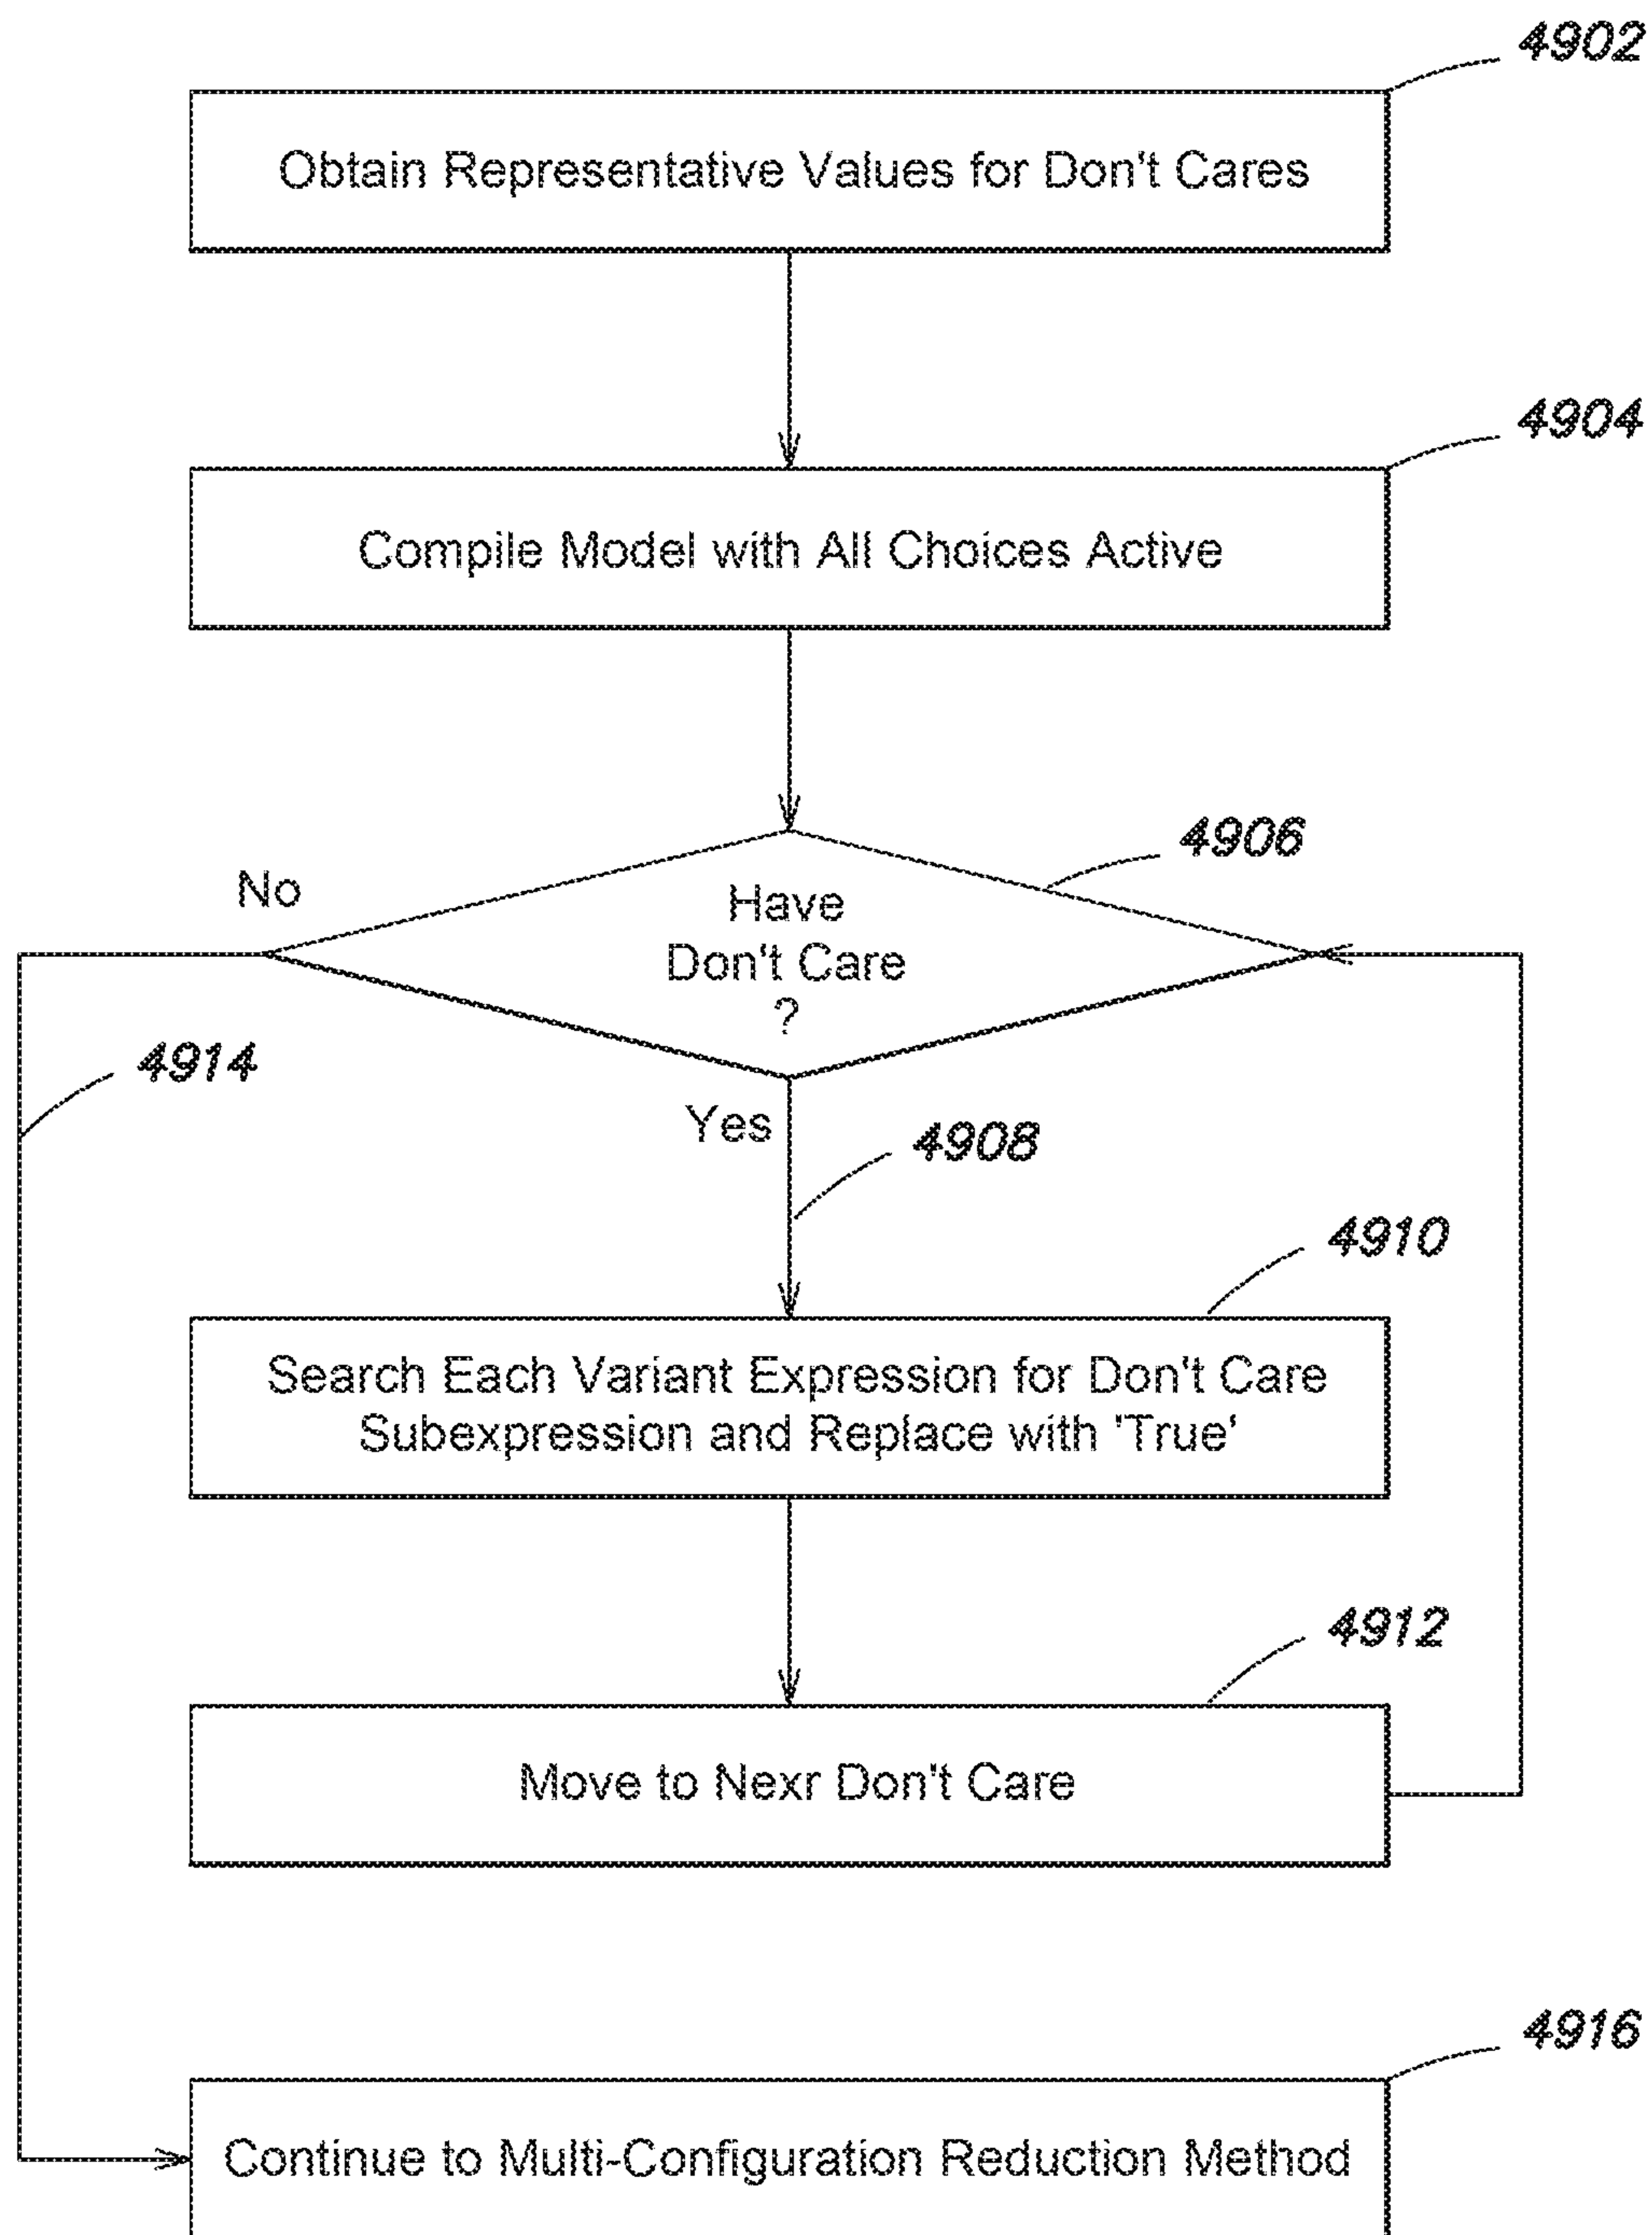 4902
Obtain Representative Values for Don't Cares
4904
Compile Model with All Choices Active
4906
No
Have
Don't Care
?
4914
Yes
4908
4910
Search Each Variant Expression for Don't Care
Subexpression and Replace with 'True'
4912
Move to Nexr Don't Care
4916
Continue to Multi-Configuration Reduction Method